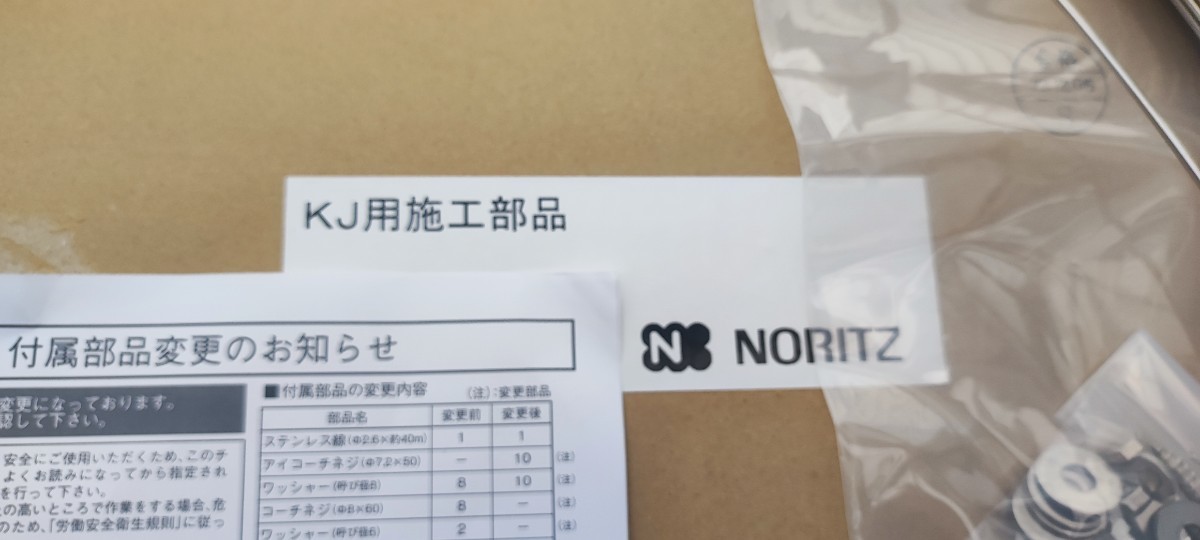 KJ用施工部品
NORITZ
付属部品変更のお知らせ
変更になっております。
認して下さい。
安全にご使用いただくため、このチ
よくお読みになってから指定され
を行って下さい。
の高いところで作業をする場合、危
のため、「労働安全衛生規則」に従っ
■付属部品の変更内容 (注):変更部品
部品名 変更前 変更後
ステンレス線(Φ2.6×約40m) 1 1
アイコーチネジ(Φ7.2×50) − 10 (注)
ワッシャー(呼び径8) 8 10 (注)
コーチネジ(Φ8×60) 8 − (注)
ワッシャー(呼び径6) 2 − (注)